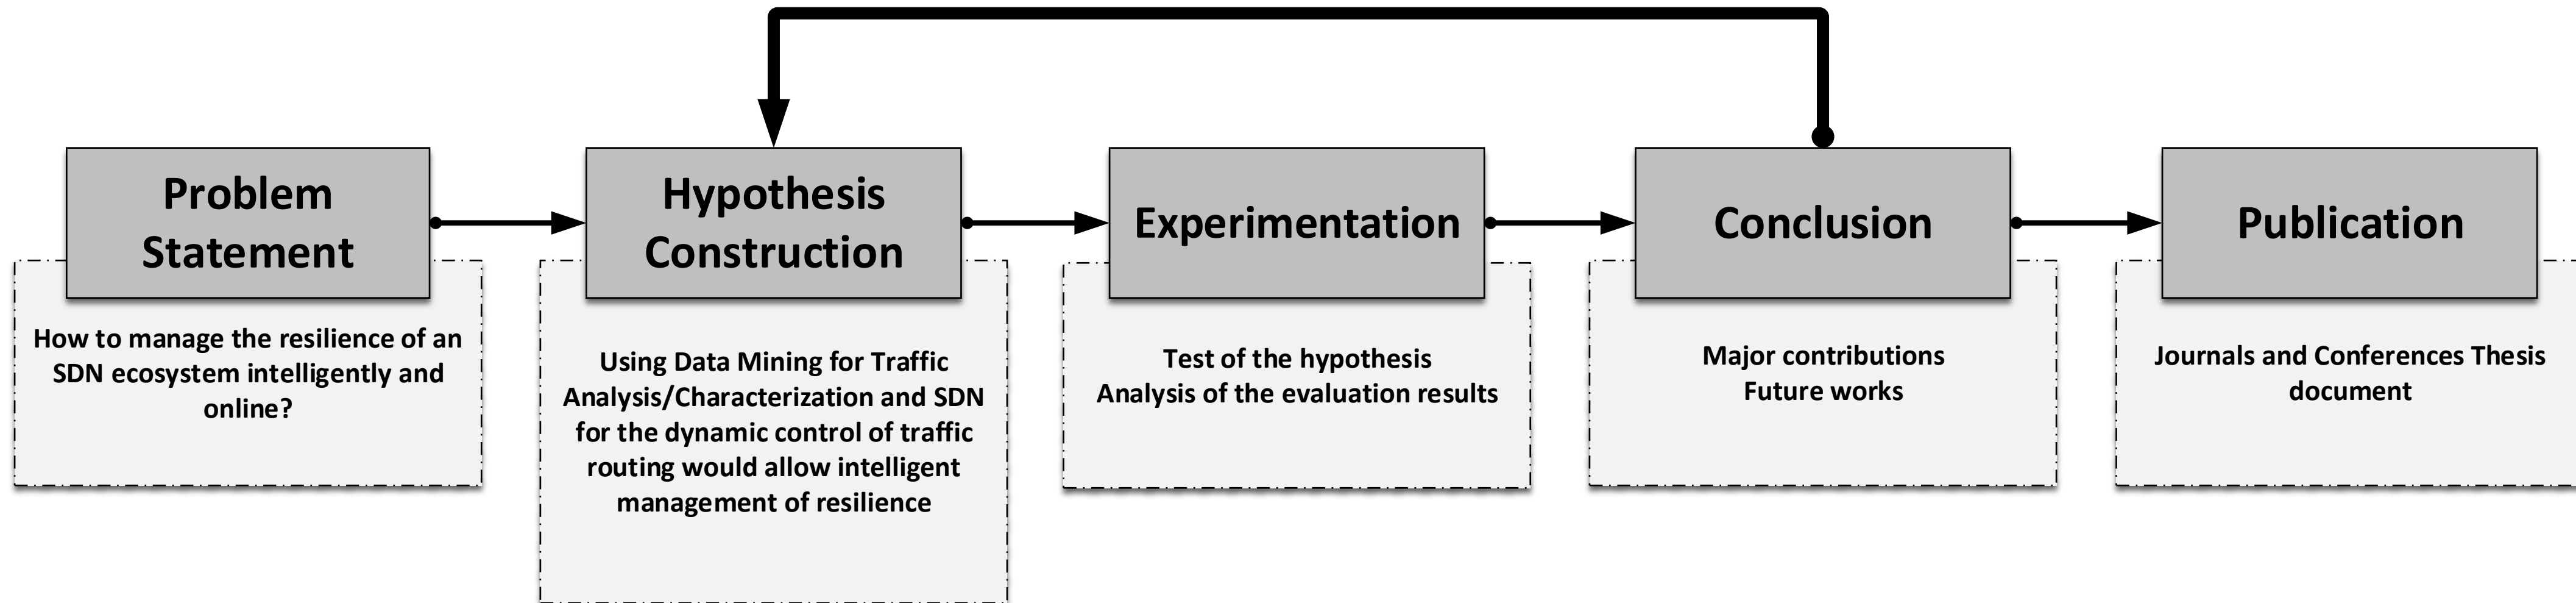 Problem
Statement
How to manage the resilience of an
SDN ecosystem intelligently and
online?
Hypothesis
Construction
Using Data Mining for Traffic
Analysis/Characterization and SDN
for the dynamic control of traffic
routing would allow intelligent
management of resilience
Experimentation
Test of the hypothesis
Analysis of the evaluation results
Conclusion
Major contributions
Future works
Publication
Journals and Conferences Thesis
document